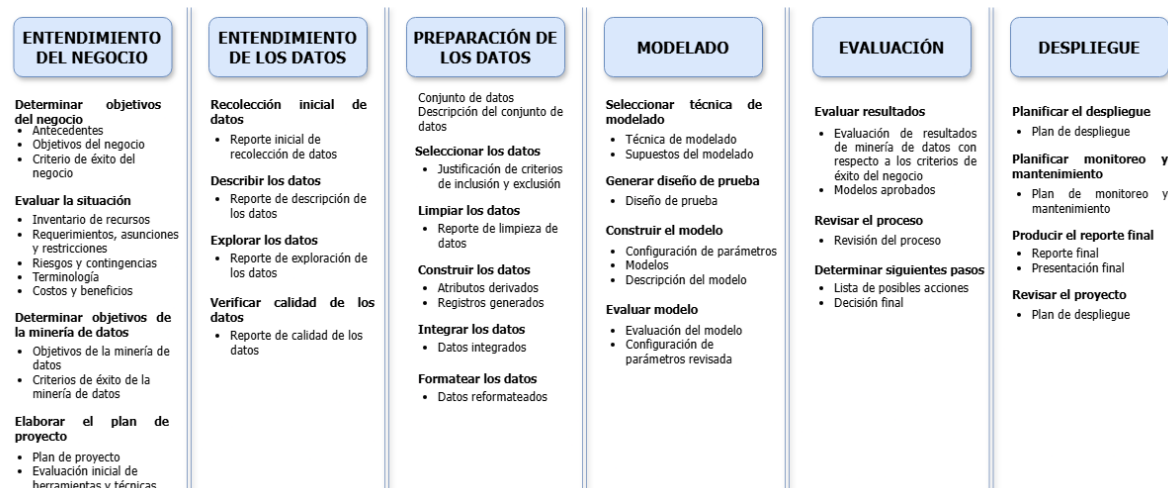 ENTENDIMIENTO
DEL NEGOCIO
Determinar objetivos
del negocio
• Antecedentes
• Objetivos del negocio
• Criterio de éxito del
negocio
Evaluar la situación
• Inventario de recursos
• Requerimientos, asunciones
y restricciones
• Riesgos y contingencias
• Terminología
• Costos y beneficios
Determinar objetivos de
la minería de datos
• Objetivos de la minería de
datos
• Criterios de éxito de la
minería de datos
Elaborar el plan de
proyecto
• Plan de proyecto
• Evaluación inicial de
herramientas y técnicas
ENTENDIMIENTO
DE LOS DATOS
Recolección inicial de
datos
• Reporte inicial de
recolección de datos
Describir los datos
• Reporte de descripción de
los datos
Explorar los datos
• Reporte de exploración de
los datos
Verificar calidad de los
datos
• Reporte de calidad de los
datos
PREPARACIÓN DE
LOS DATOS
Conjunto de datos
Descripción del conjunto de
datos
Seleccionar los datos
• Justificación de criterios
de inclusión y exclusión
Limpiar los datos
• Reporte de limpieza de
datos
Construir los datos
• Atributos derivados
• Registros generados
Integrar los datos
• Datos integrados
Formatear los datos
• Datos reformateados
MODELADO
Seleccionar técnica de
modelado
• Técnica de modelado
• Supuestos del modelado
Generar diseño de prueba
• Diseño de prueba
Construir el modelo
• Configuración de parámetros
• Modelos
• Descripción del modelo
Evaluar modelo
• Evaluación del modelo
• Configuración de
parámetros revisada
EVALUACIÓN
Evaluar resultados
• Evaluación de resultados
de minería de datos con
respecto a los criterios de
éxito del negocio
• Modelos aprobados
Revisar el proceso
• Revisión del proceso
Determinar siguientes pasos
• Lista de posibles acciones
• Decisión final
DESPLIEGUE
Planificar el despliegue
• Plan de despliegue
Planificar monitoreo y
mantenimiento
• Plan de monitoreo y
mantenimiento
Producir el reporte final
• Reporte final
• Presentación final
Revisar el proyecto
• Plan de despliegue